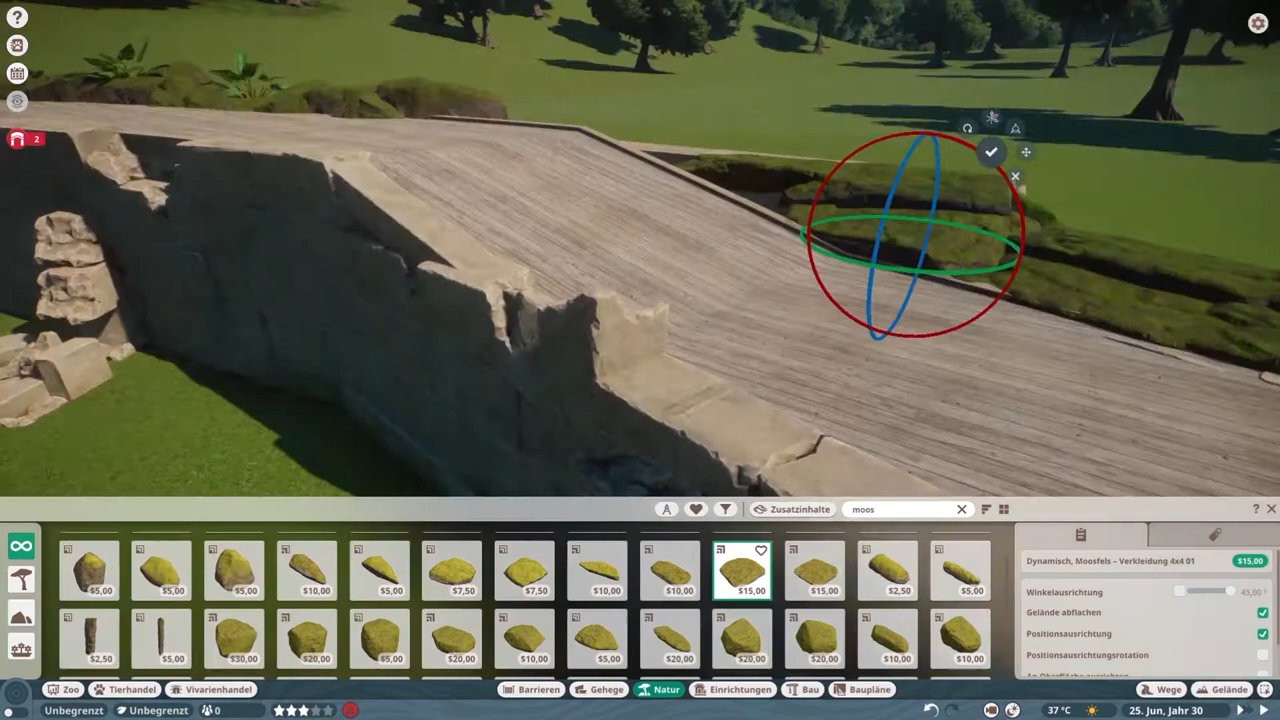 ?
2
Zusatzinhalte
moos
?
Dynamisch, Moosfels – Verkleidung 4x4 01 $15,00
Winkelausrichtung 45,00 °
Gelände abflachen
Positionsausrichtung
Positionsausrichtungsrotation
An Oberfläche ausrichten
$5,00 $5,00 $5,00 $10,00 $5,00 $7,50 $7,50 $10,00 $10,00 $15,00 $15,00 $2,50 $5,00
$2,50 $5,00 $30,00 $20,00 $5,00 $20,00 $10,00 $5,00 $20,00 $20,00 $20,00 $10,00 $10,00
Zoo Tierhandel Vivarienhandel Barrieren Gehege Natur Einrichtungen Bau Baupläne Wege Gelände
Unbegrenzt Unbegrenzt 0 37 °C 25. Jun, Jahr 30